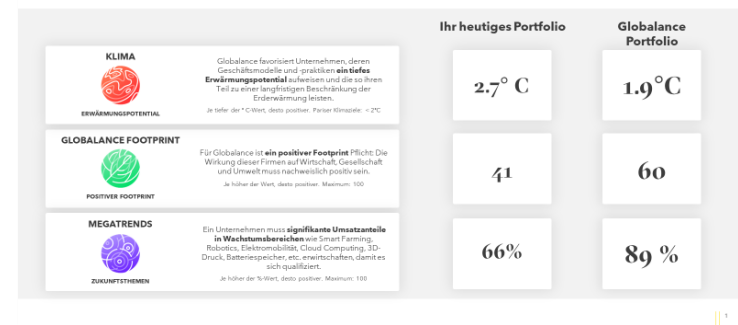 Ihr heutiges Portfolio
Globalance
Portfolio
KLIMA
ERWÄRMUNGSPOTENTIAL
Globalance favorisiert Unternehmen, deren
Geschäftsmodelle und -praktiken ein tiefes
Erwärmungspotential aufweisen und die so ihren
Teil zu einer langfristigen Beschränkung der
Erderwärmung leisten.
Je tiefer der ° C-Wert, desto positiver. Pariser Klimaziele: < 2°C
2.7° C
1.9°C
GLOBALANCE FOOTPRINT
POSITIVER FOOTPRINT
Für Globalance ist ein positiver Footprint Pflicht: Die
Wirkung dieser Firmen auf Wirtschaft, Gesellschaft
und Umwelt muss nachweislich positiv sein.
Je höher der Wert, desto positiver. Maximum: 100
41
60
MEGATRENDS
ZUKUNFTSTHEMEN
Ein Unternehmen muss signifikante Umsatzanteile
in Wachstumsbereichen wie Smart Farming,
Robotics, Elektromobilität, Cloud Computing, 3D-
Druck, Batteriespeicher, etc. erwirtschaften, damit es
sich qualifiziert.
Je höher der %-Wert, desto positiver. Maximum: 100
66%
89 %
1